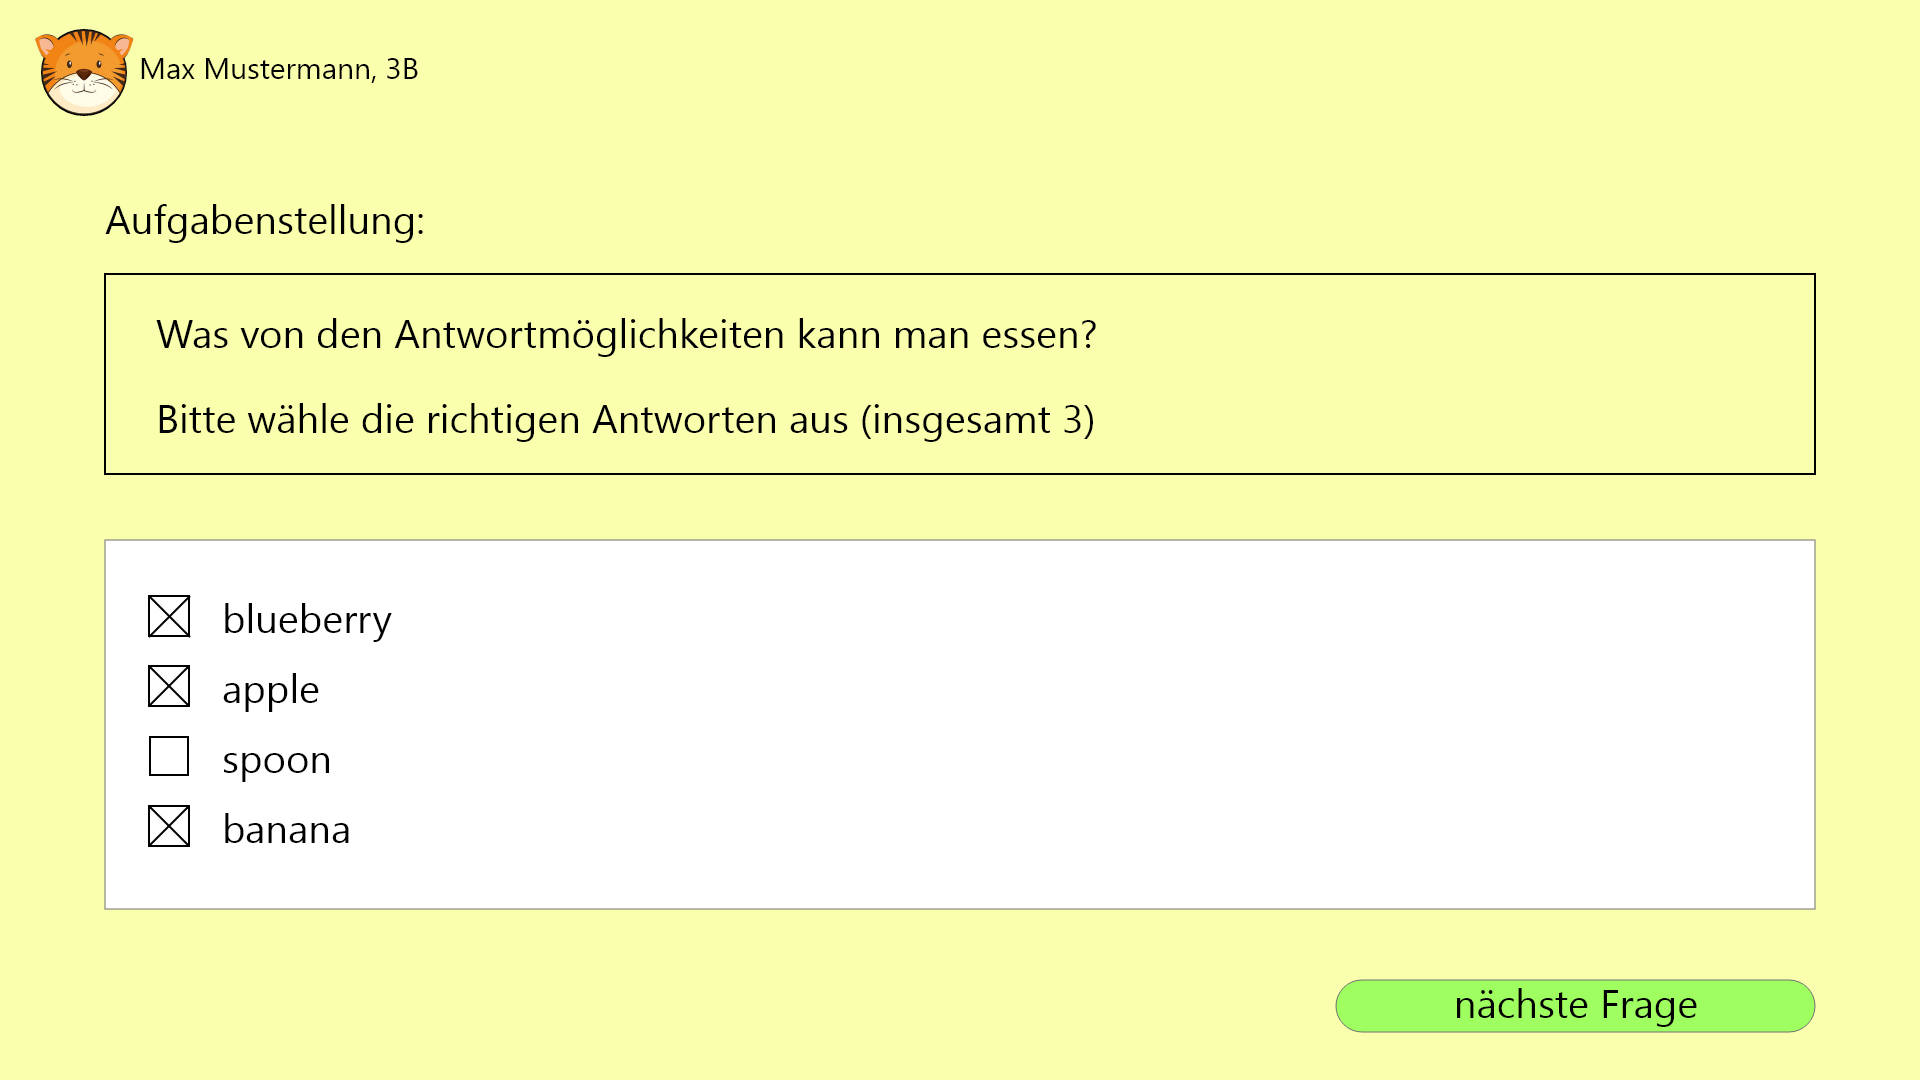 Max Mustermann, 3B
Aufgabenstellung:
Was von den Antwortmöglichkeiten kann man essen?
Bitte wähle die richtigen Antworten aus (insgesamt 3)
blueberry
apple
spoon
banana
nächste Frage